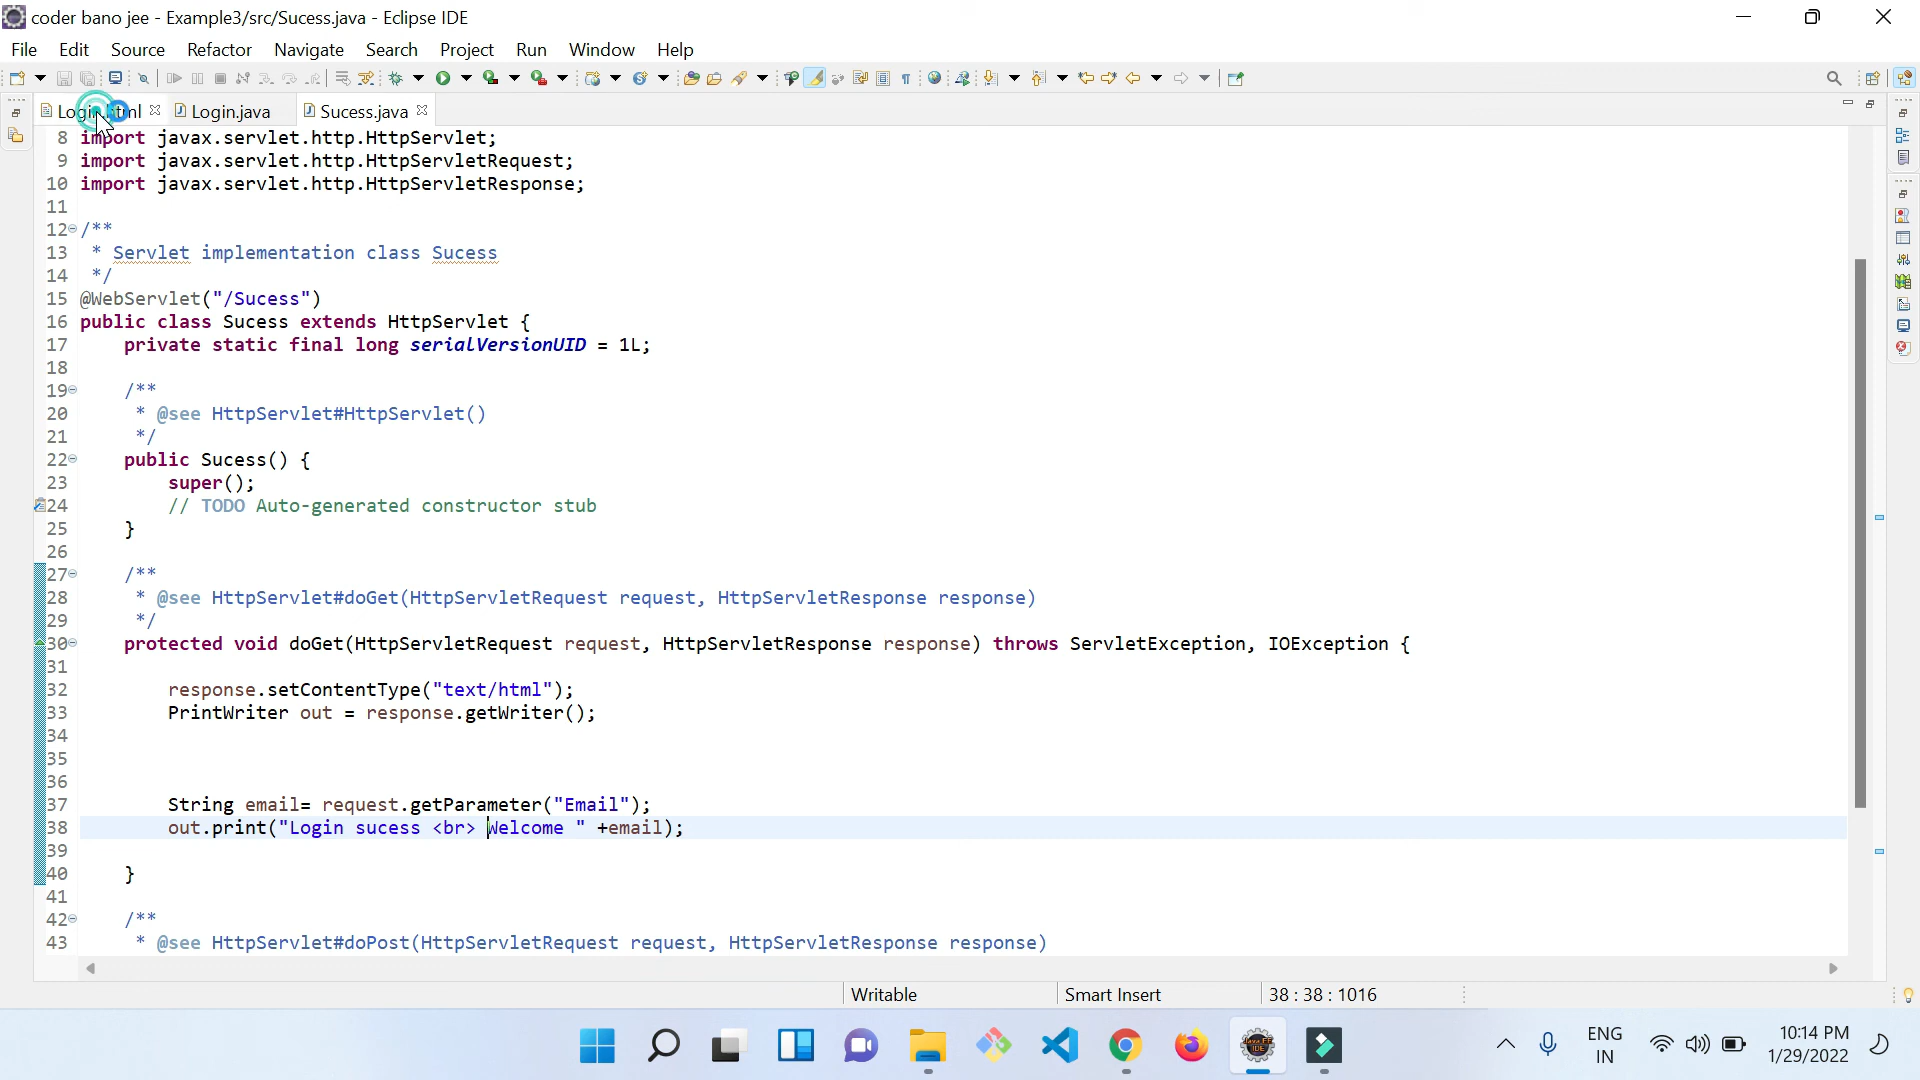 coder bano jee - Example3/src/Sucess.java - Eclipse IDE
File Edit Source Refactor Navigate Search Project Run Window Help
Login.html Login.java Sucess.java
8 import javax.servlet.http.HttpServlet;
9 import javax.servlet.http.HttpServletRequest;
10 import javax.servlet.http.HttpServletResponse;
11
12 /**
13 * Servlet implementation class Sucess
14 */
15 @WebServlet("/Sucess")
16 public class Sucess extends HttpServlet {
17 private static final long serialVersionUID = 1L;
18
19 /**
20 * @see HttpServlet#HttpServlet()
21 */
22 public Sucess() {
23 super();
24 // TODO Auto-generated constructor stub
25 }
26
27 /**
28 * @see HttpServlet#doGet(HttpServletRequest request, HttpServletResponse response)
29 */
30 protected void doGet(HttpServletRequest request, HttpServletResponse response) throws ServletException, IOException {
31
32 response.setContentType("text/html");
33 PrintWriter out = response.getWriter();
34
35
36
37 String email= request.getParameter("Email");
38 out.print("Login sucess <br> Welcome " +email);
39
40 }
41
42 /**
43 * @see HttpServlet#doPost(HttpServletRequest request, HttpServletResponse response)
Writable Smart Insert 38 : 38 : 1016
ENG 10:14 PM
IN 1/29/2022